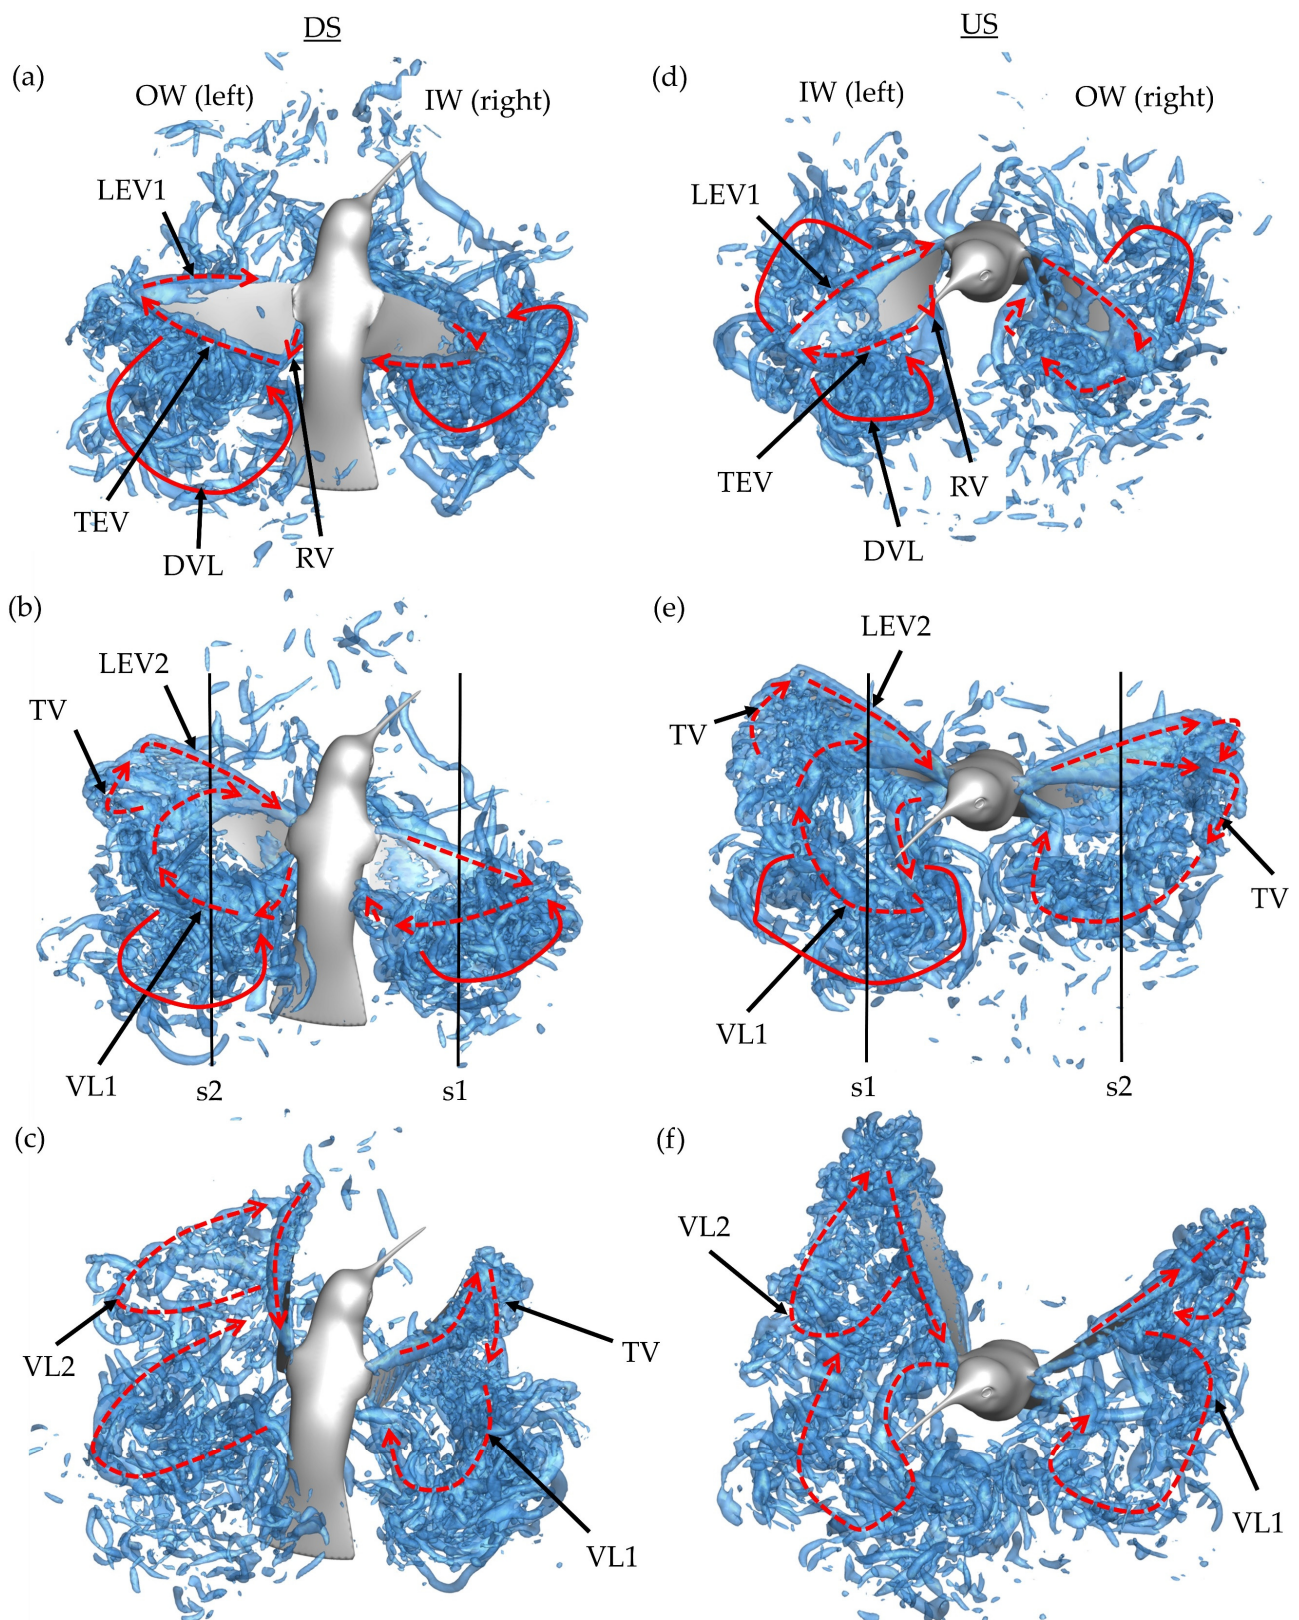 DS
US
(a)
OW (left)
IW (right)
LEV1
TEV
DVL
RV
(d)
IW (left)
OW (right)
LEV1
TEV
RV
DVL
(b)
LEV2
TV
VL1
s2
s1
(e)
LEV2
TV
TV
VL1
s1
s2
(c)
VL2
TV
VL1
(f)
VL2
VL1